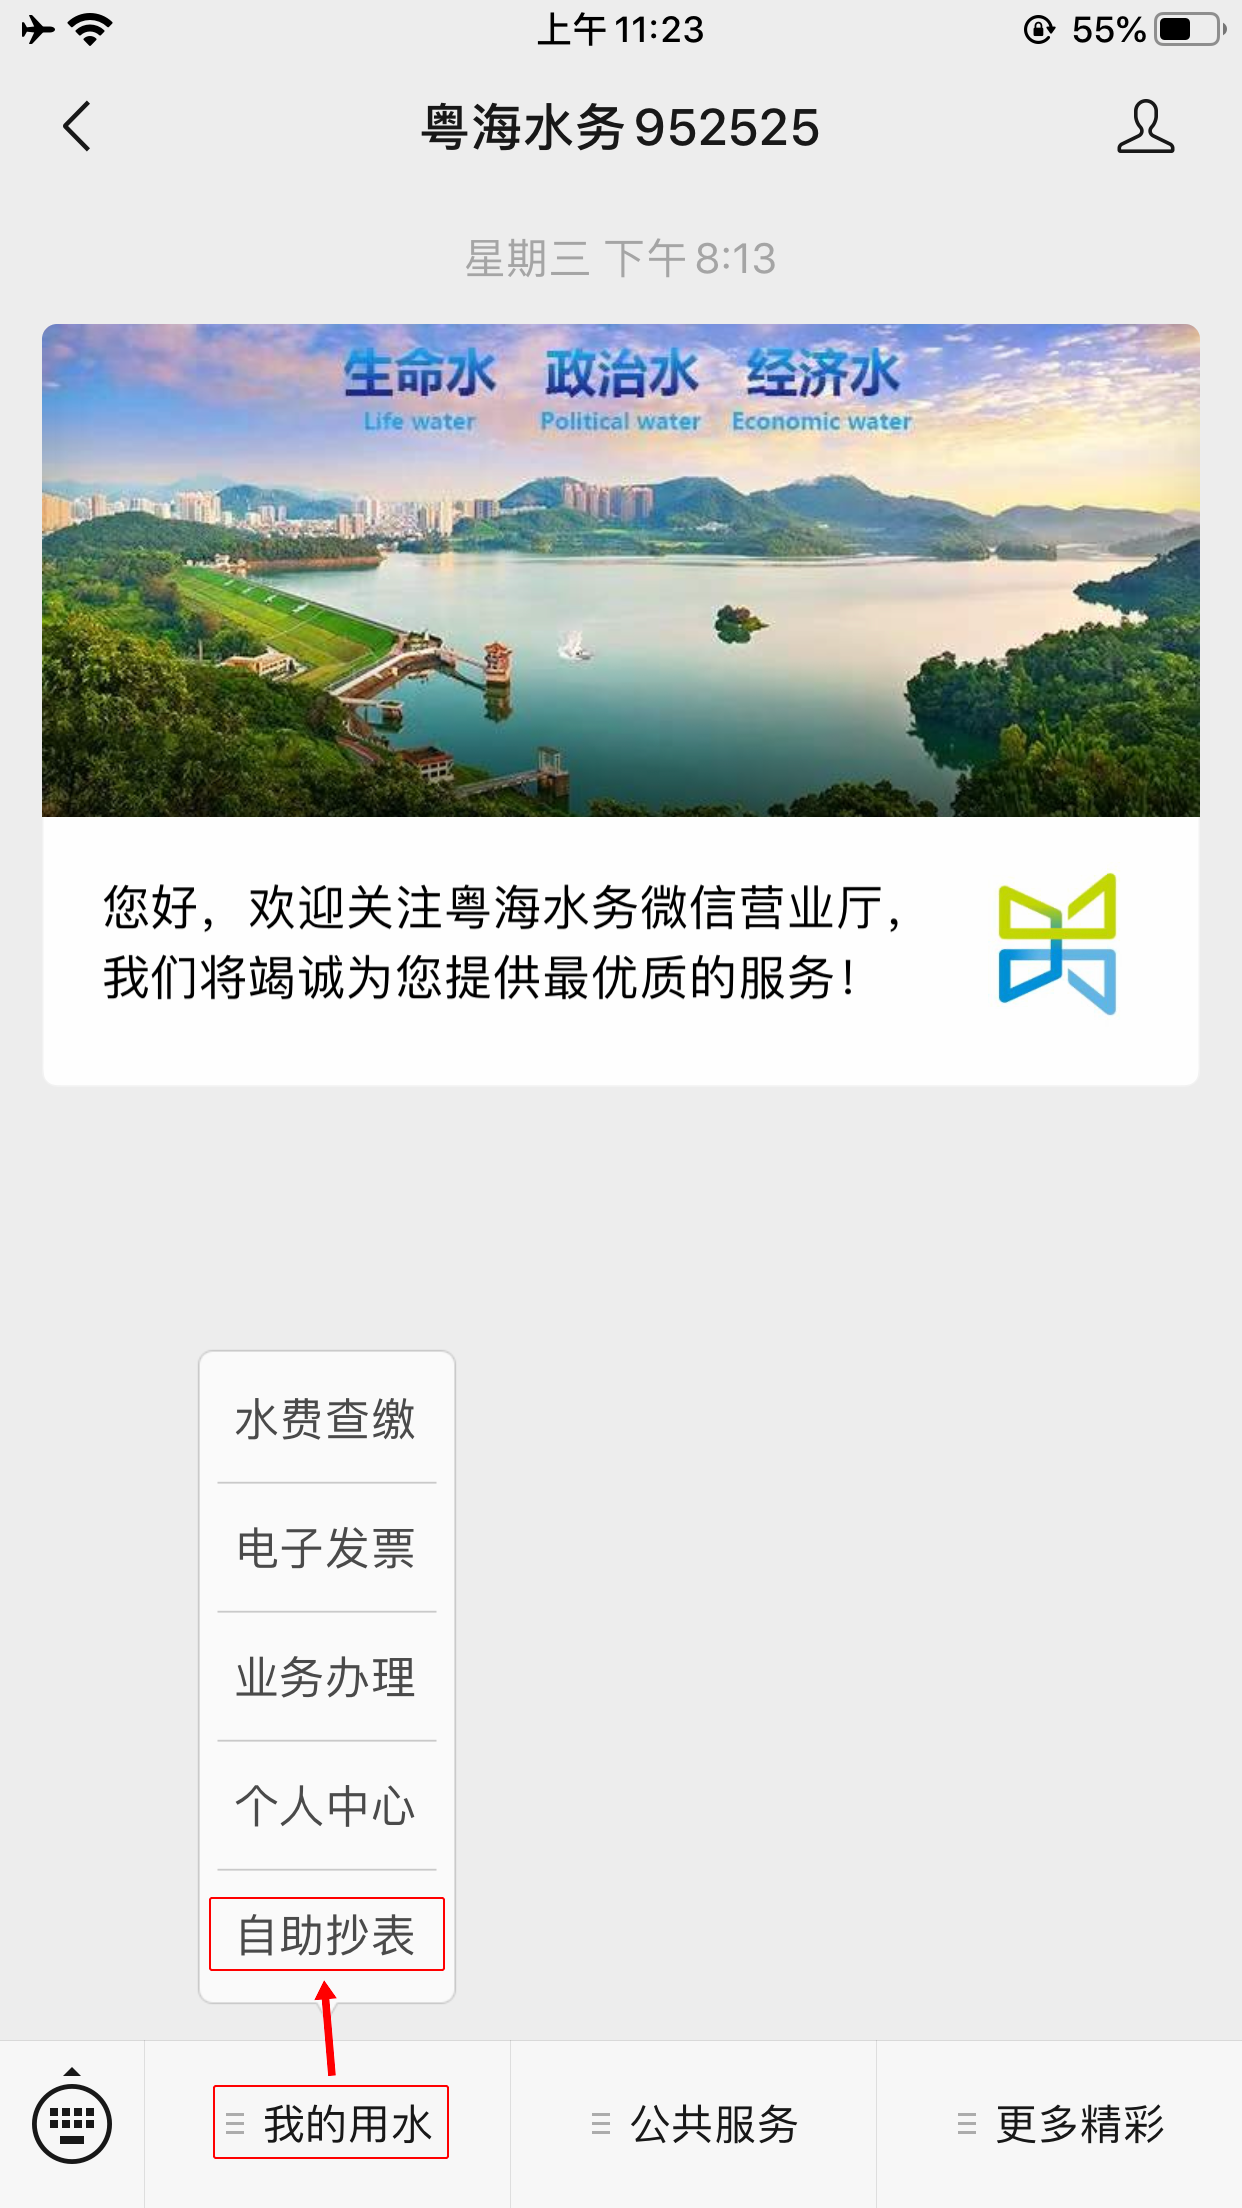 上午11:23
55%
粤海水务952525
星期三 下午8:13
生命水 政治水 经济水
Life water Political water Economic water
您好，欢迎关注粤海水务微信营业厅，
我们将竭诚为您提供最优质的服务！
水费查缴
电子发票
业务办理
个人中心
自助抄表
我的用水 公共服务 更多精彩